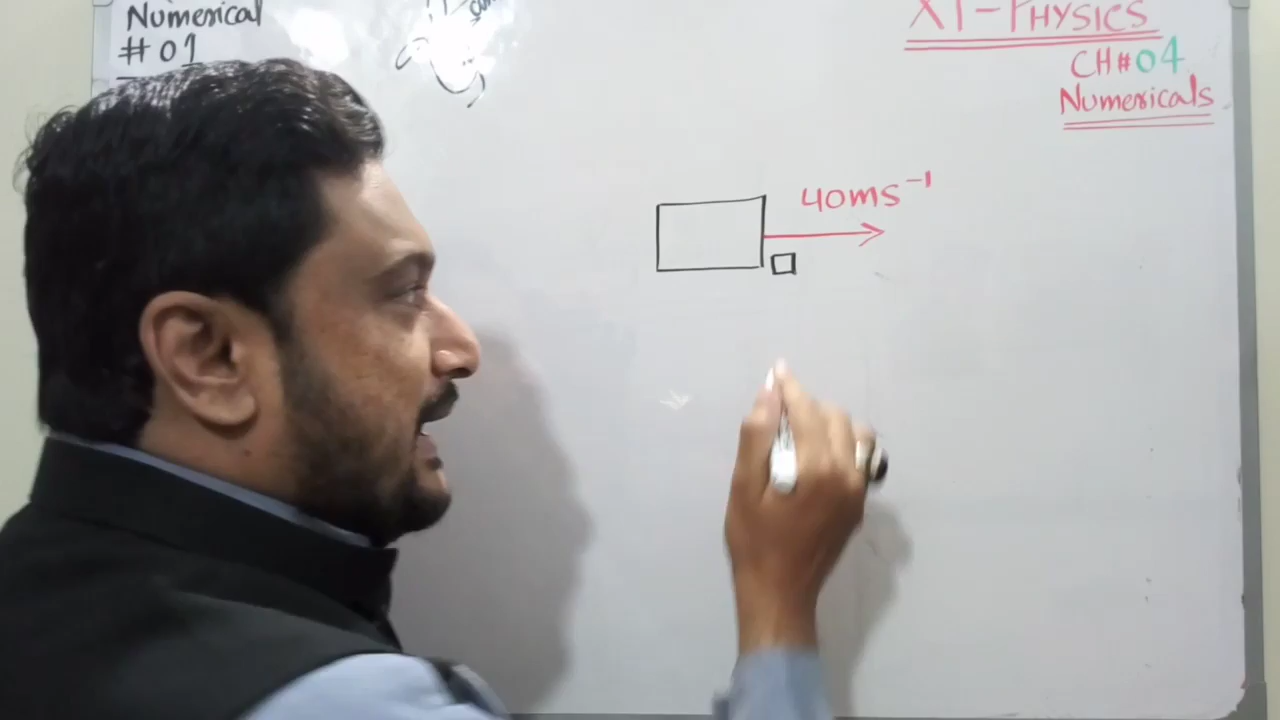 Numerical
# 01
XI-PHYSICS
CH#04
Numericals
40ms⁻¹